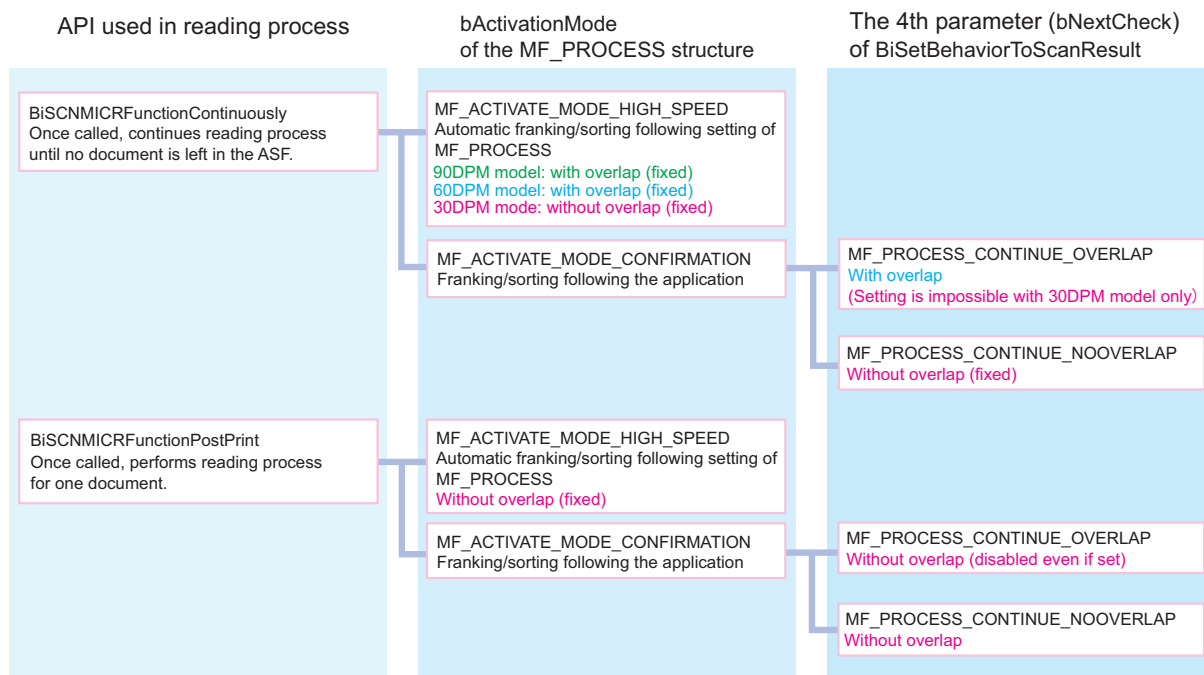 API used in reading process
bActivationMode
of the MF_PROCESS structure
The 4th parameter (bNextCheck)
of BiSetBehaviorToScanResult
BiSCNMICRFunctionContinuously
Once called, continues reading process
until no document is left in the ASF.
MF_ACTIVATE_MODE_HIGH_SPEED
Automatic franking/sorting following setting of
MF_PROCESS
90DPM model: with overlap (fixed)
60DPM model: with overlap (fixed)
30DPM mode: without overlap (fixed)
MF_ACTIVATE_MODE_CONFIRMATION
Franking/sorting following the application
MF_PROCESS_CONTINUE_OVERLAP
With overlap
(Setting is impossible with 30DPM model only)
MF_PROCESS_CONTINUE_NOOVERLAP
Without overlap (fixed)
BiSCNMICRFunctionPostPrint
Once called, performs reading process
for one document.
MF_ACTIVATE_MODE_HIGH_SPEED
Automatic franking/sorting following setting of
MF_PROCESS
Without overlap (fixed)
MF_ACTIVATE_MODE_CONFIRMATION
Franking/sorting following the application
MF_PROCESS_CONTINUE_OVERLAP
Without overlap (disabled even if set)
MF_PROCESS_CONTINUE_NOOVERLAP
Without overlap